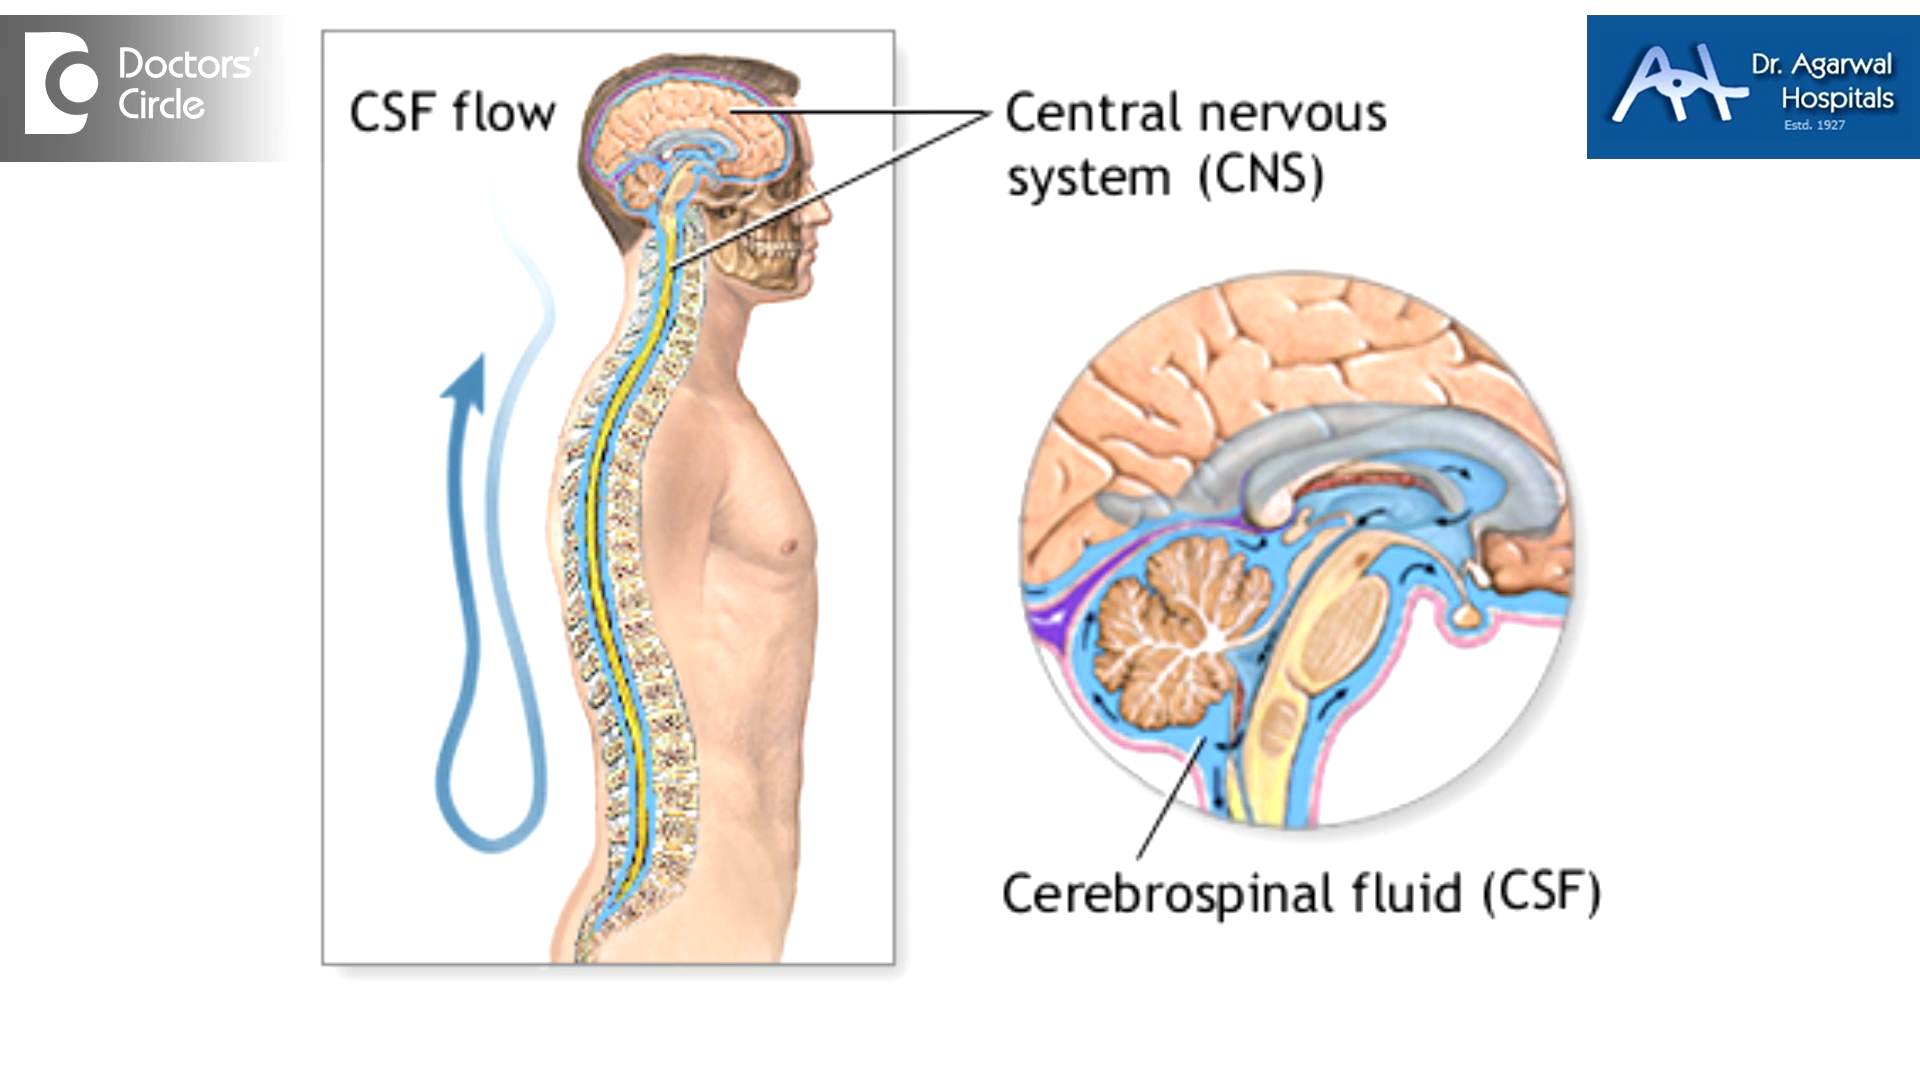 Doctors'
Circle
CSF flow
Central nervous
system (CNS)
Dr. Agarwal
Hospitals
Estd. 1927
Cerebrospinal fluid (CSF)